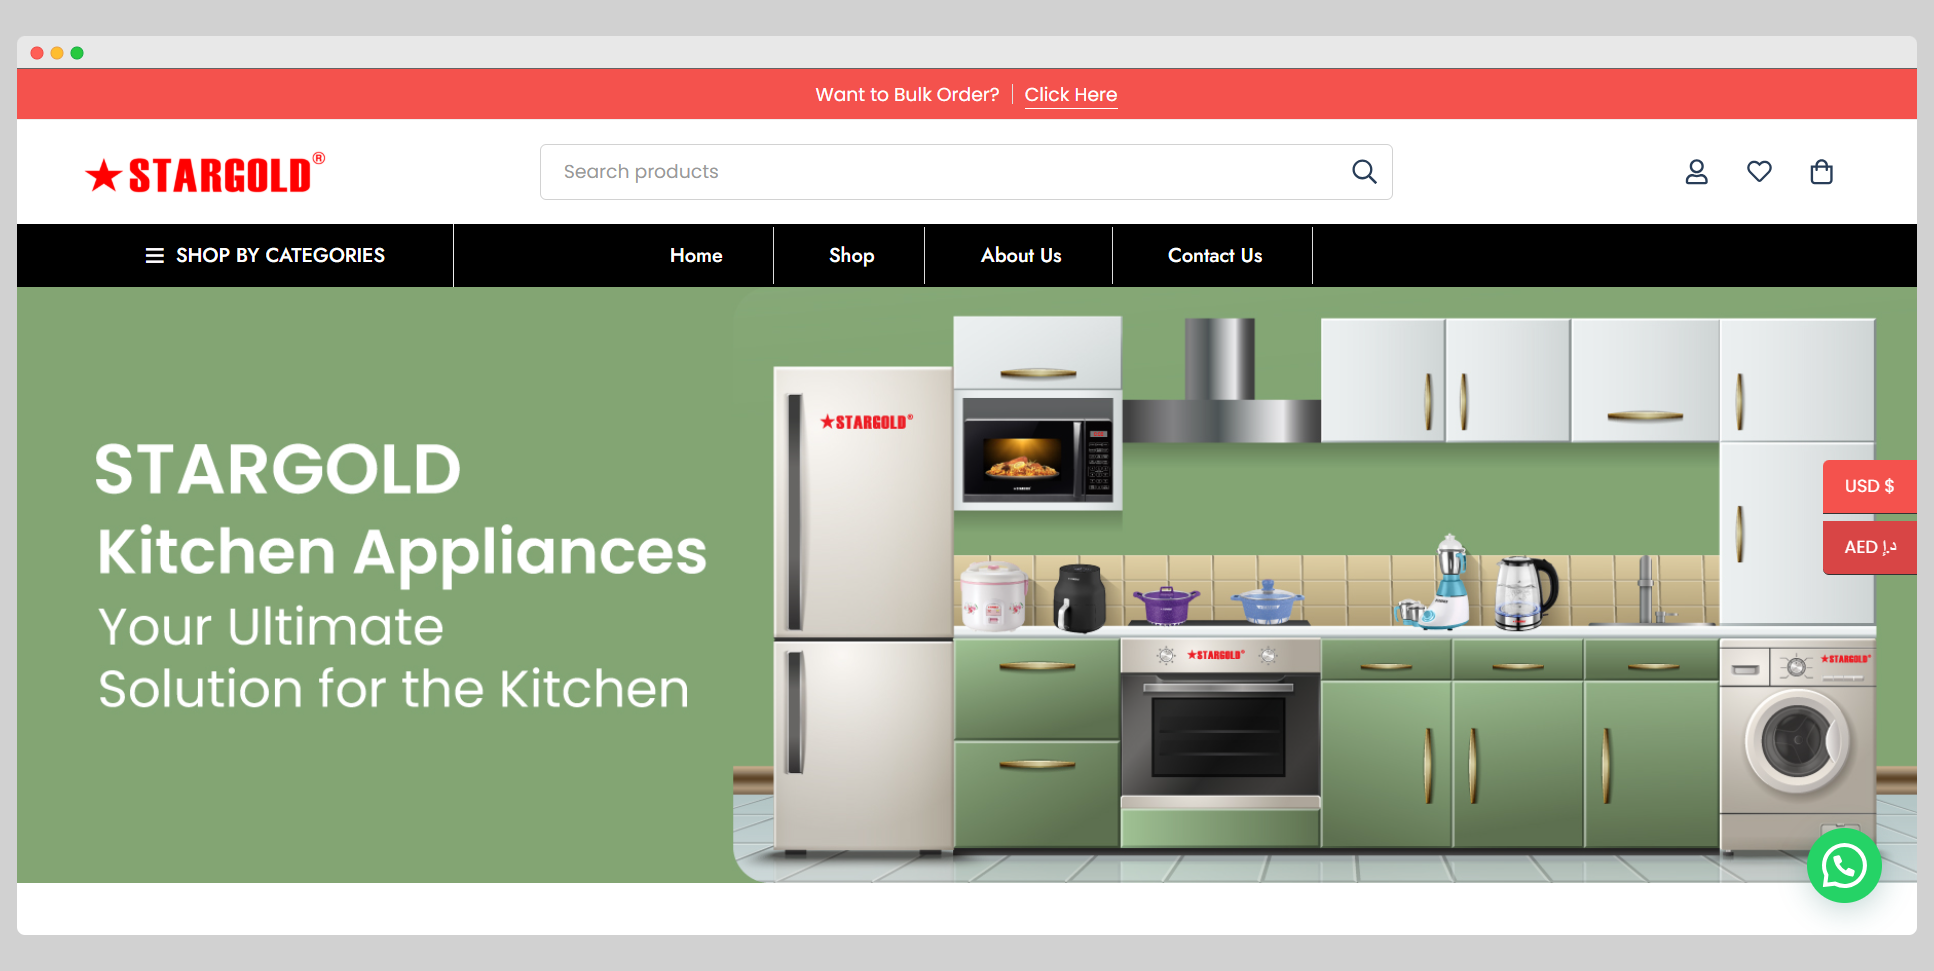 Want to Bulk Order? | Click Here
★STARGOLD®
Search products
SHOP BY CATEGORIES
Home
Shop
About Us
Contact Us
STARGOLD
Kitchen Appliances
Your Ultimate
Solution for the Kitchen
★STARGOLD®
★STARGOLD®
★STARGOLD®
USD $
AED د.إ